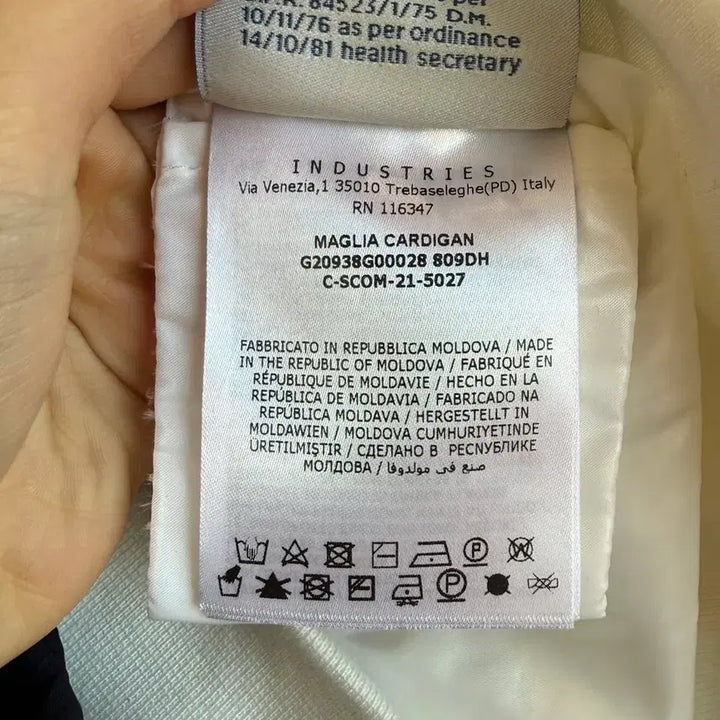 84523/1/75 D.M.
10/11/76 as per ordinance
14/10/81 health secretary
INDUSTRIES
Via Venezia,1 35010 Trebaseleghe(PD) Italy
RN 116347
MAGLIA CARDIGAN
G20938G00028 809DH
C-SCOM-21-5027
FABBRICATO IN REPUBBLICA MOLDOVA / MADE
IN THE REPUBLIC OF MOLDOVA / FABRIQUÉ EN
RÉPUBLIQUE DE MOLDAVIE / HECHO EN LA
REPÚBLICA DE MOLDAVIA / FABRICADO NA
REPÚBLICA MOLDAVA / HERGESTELLT IN
MOLDAWIEN / MOLDOVA CUMHURIYETINDE
ÜRETILMIŞTIR / СДЕЛАНО В РЕСПУБЛИКЕ
МОЛДОВА / صنع في مولدوفا